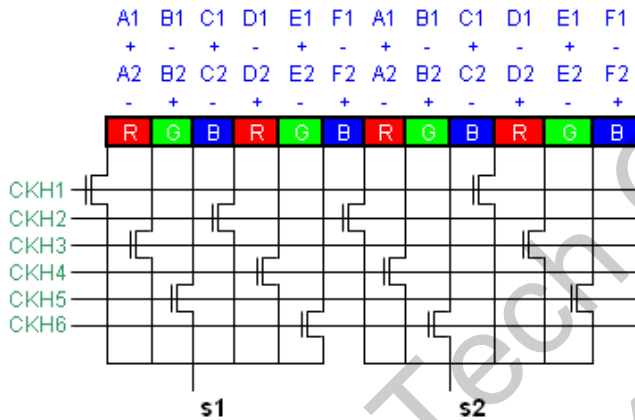 A1 B1 C1 D1 E1 F1 A1 B1 C1 D1 E1 F1
+ - + - + - + - + - + -
A2 B2 C2 D2 E2 F2 A2 B2 C2 D2 E2 F2
- + - + - + - + - + - +
R G B R G B R G B R G B
CKH1
CKH2
CKH3
CKH4
CKH5
CKH6
s1 s2
Tech